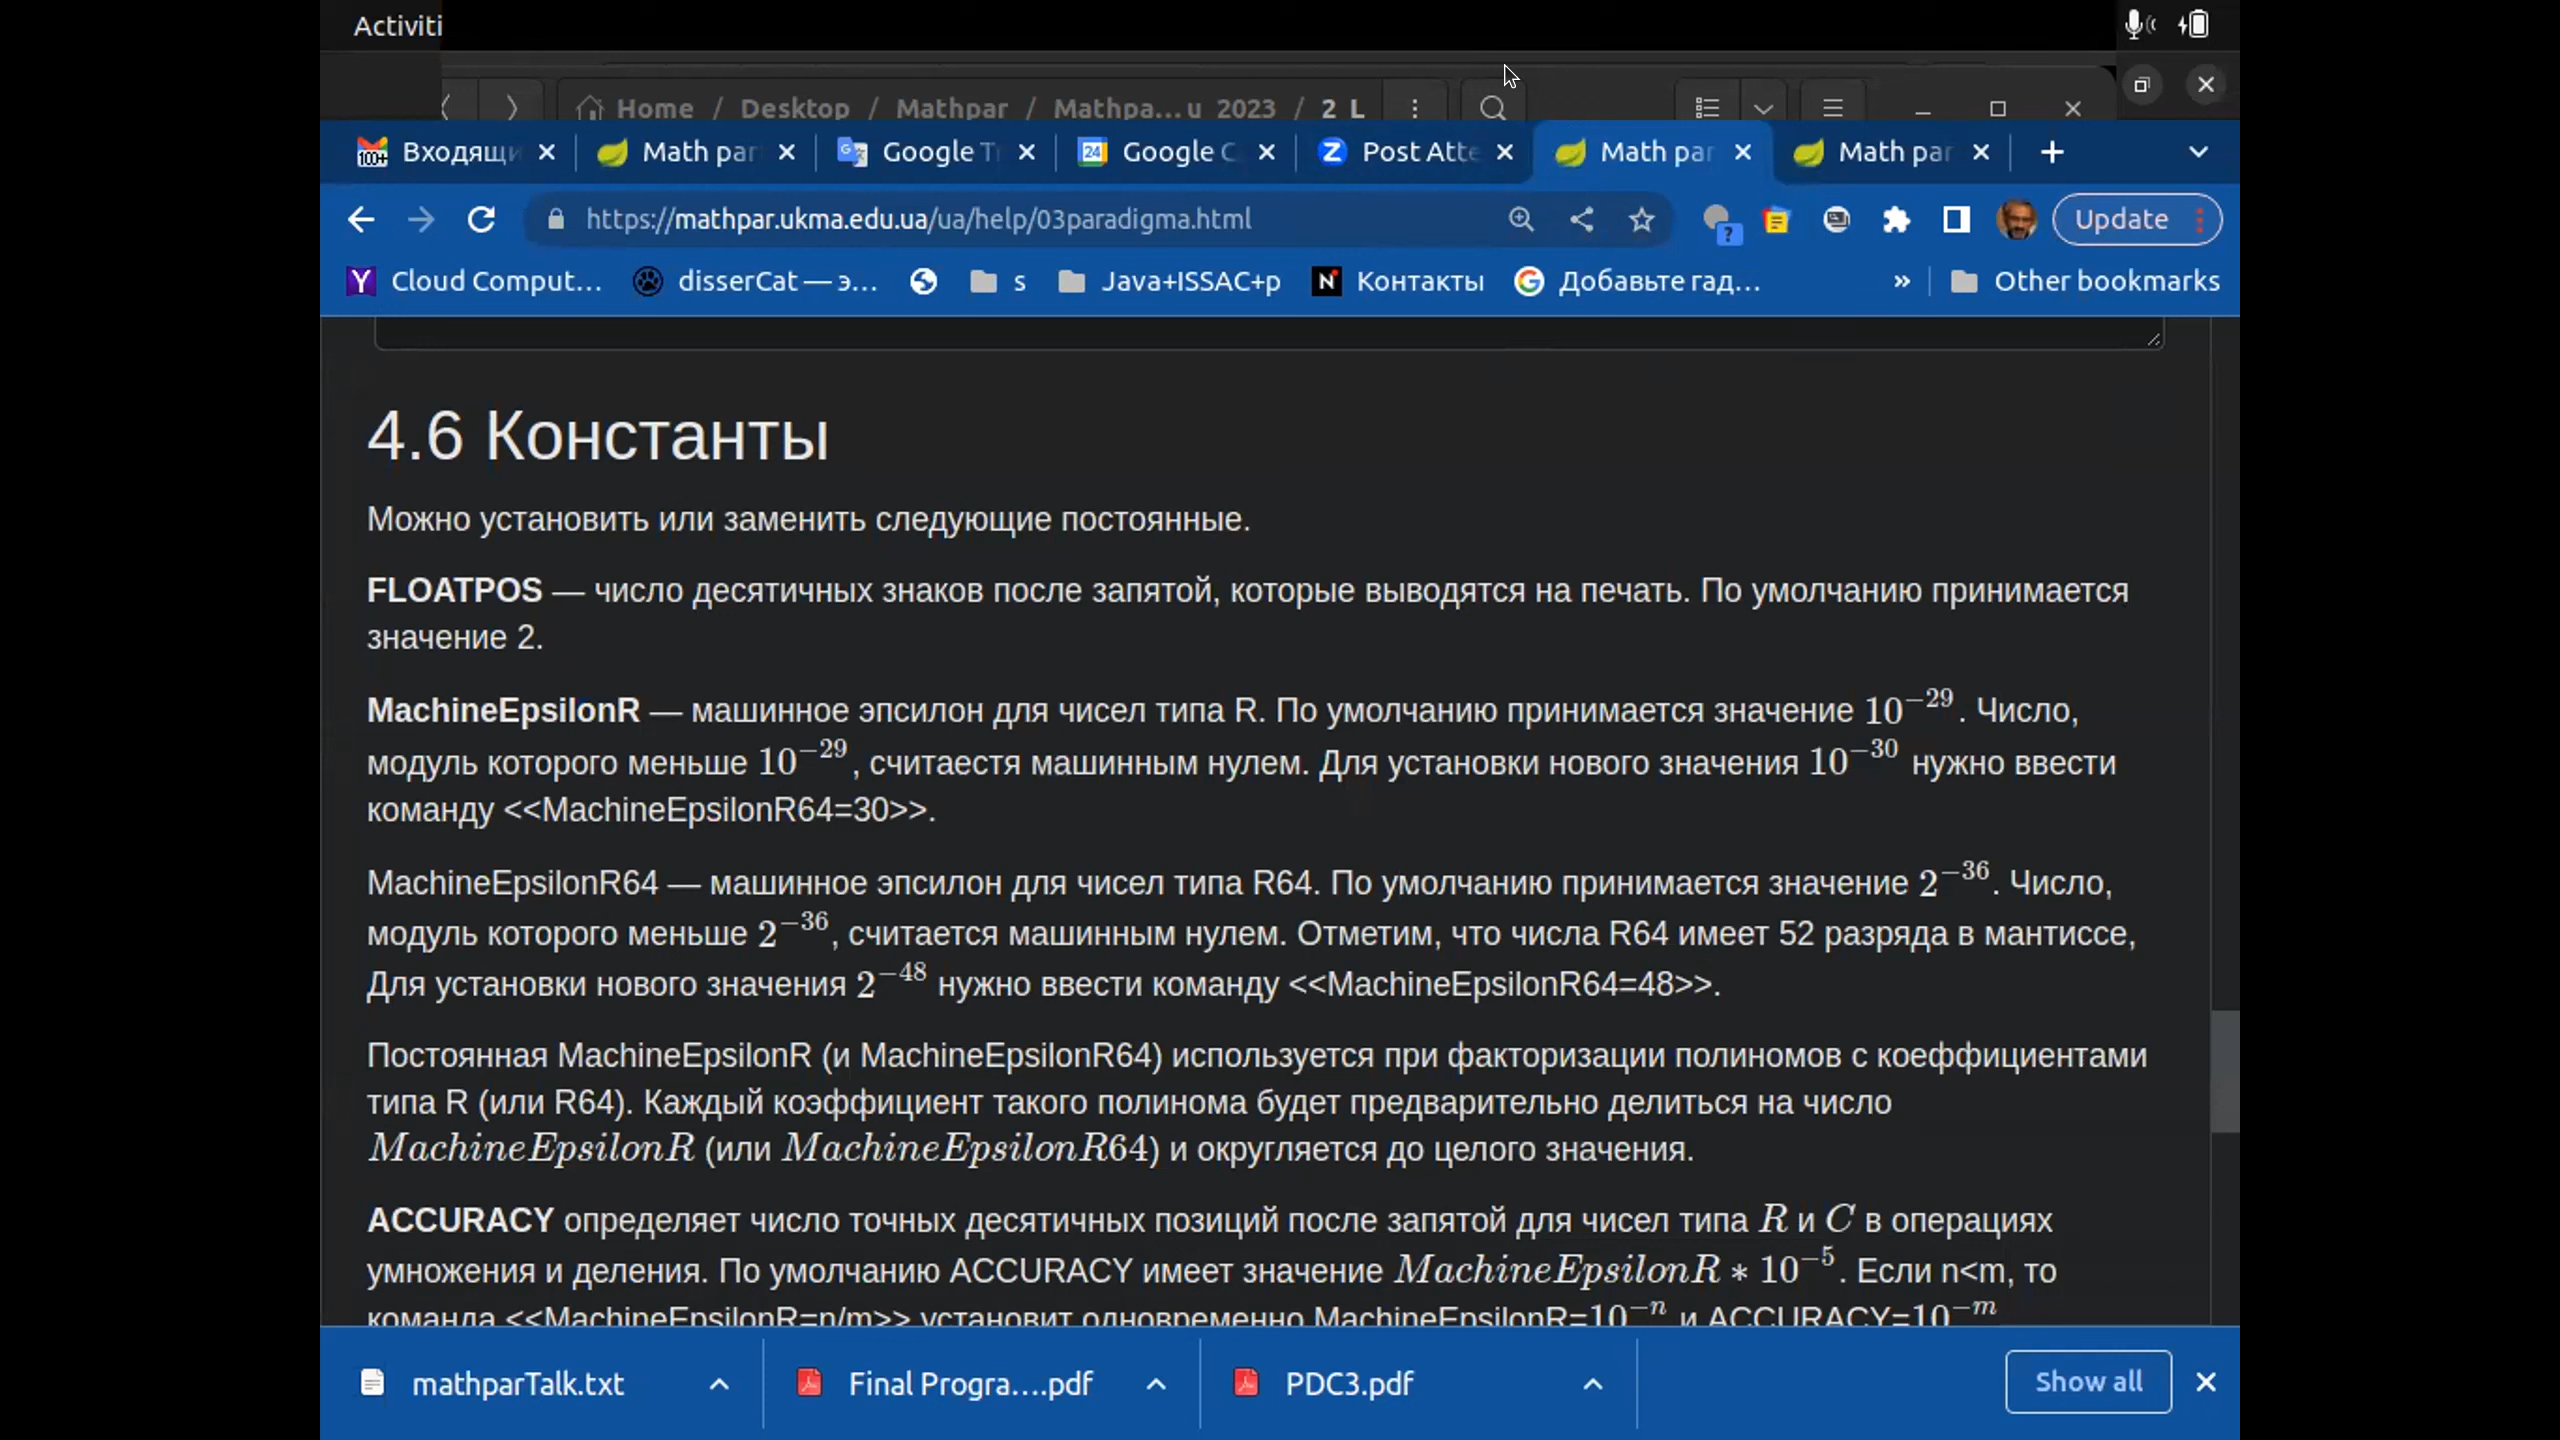 Activiti
Home / Desktop / Mathpar / Mathpa...u 2023 / 2 L
Входящи Math par Google T Google C Post Atte Math par Math par
https://mathpar.ukma.edu.ua/ua/help/03paradigma.html Update
Cloud Comput... disserCat — э... s Java+ISSAC+p Контакты Добавьте гад... » Other bookmarks
4.6 Константы
Можно установить или заменить следующие постоянные.
FLOATPOS — число десятичных знаков после запятой, которые выводятся на печать. По умолчанию принимается
значение 2.
MachineEpsilonR — машинное эпсилон для чисел типа R. По умолчанию принимается значение 10⁻²⁹. Число,
модуль которого меньше 10⁻²⁹, считаестя машинным нулем. Для установки нового значения 10⁻³⁰ нужно ввести
команду <<MachineEpsilonR64=30>>.
MachineEpsilonR64 — машинное эпсилон для чисел типа R64. По умолчанию принимается значение 2⁻³⁶. Число,
модуль которого меньше 2⁻³⁶, считается машинным нулем. Отметим, что числа R64 имеет 52 разряда в мантиссе,
Для установки нового значения 2⁻⁴⁸ нужно ввести команду <<MachineEpsilonR64=48>>.
Постоянная MachineEpsilonR (и MachineEpsilonR64) используется при факторизации полиномов с коеффициентами
типа R (или R64). Каждый коэффициент такого полинома будет предварительно делиться на число
MachineEpsilonR (или MachineEpsilonR64) и округляется до целого значения.
ACCURACY определяет число точных десятичных позиций после запятой для чисел типа R и C в операциях
умножения и деления. По умолчанию ACCURACY имеет значение MachineEpsilonR * 10⁻⁵. Если n<m, то
команда <<MachineEpsilonR=n/m>> установит одновременно MachineEpsilonR=10⁻ⁿ и ACCURACY=10⁻ᵐ
mathparTalk.txt Final Progra....pdf PDC3.pdf Show all